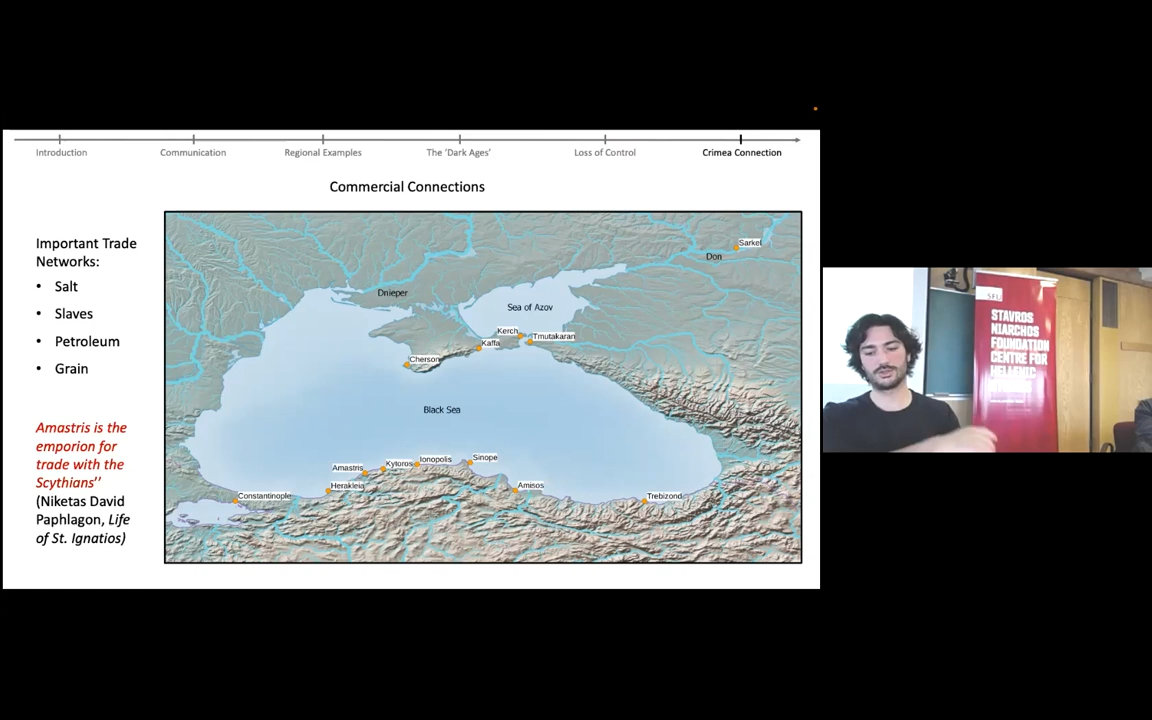 Introduction
Communication
Regional Examples
The ‘Dark Ages’
Loss of Control
Crimea Connection
Commercial Connections
Important Trade
Networks:
• Salt
• Slaves
• Petroleum
• Grain
Amastris is the
emporion for
trade with the
Scythians’’
(Niketas David
Paphlagon, Life
of St. Ignatios)
Sarkel
Don
Dnieper
Sea of Azov
Kerch
Tmutakaran
Kaffa
Cherson
Black Sea
Ionopolis
Sinope
Kytoros
Amastris
Herakleia
Amisos
Constantinople
Trebizond
SFU
STAVROS
NIARCHOS
FOUNDATION
CENTRE FOR
HELLENIC